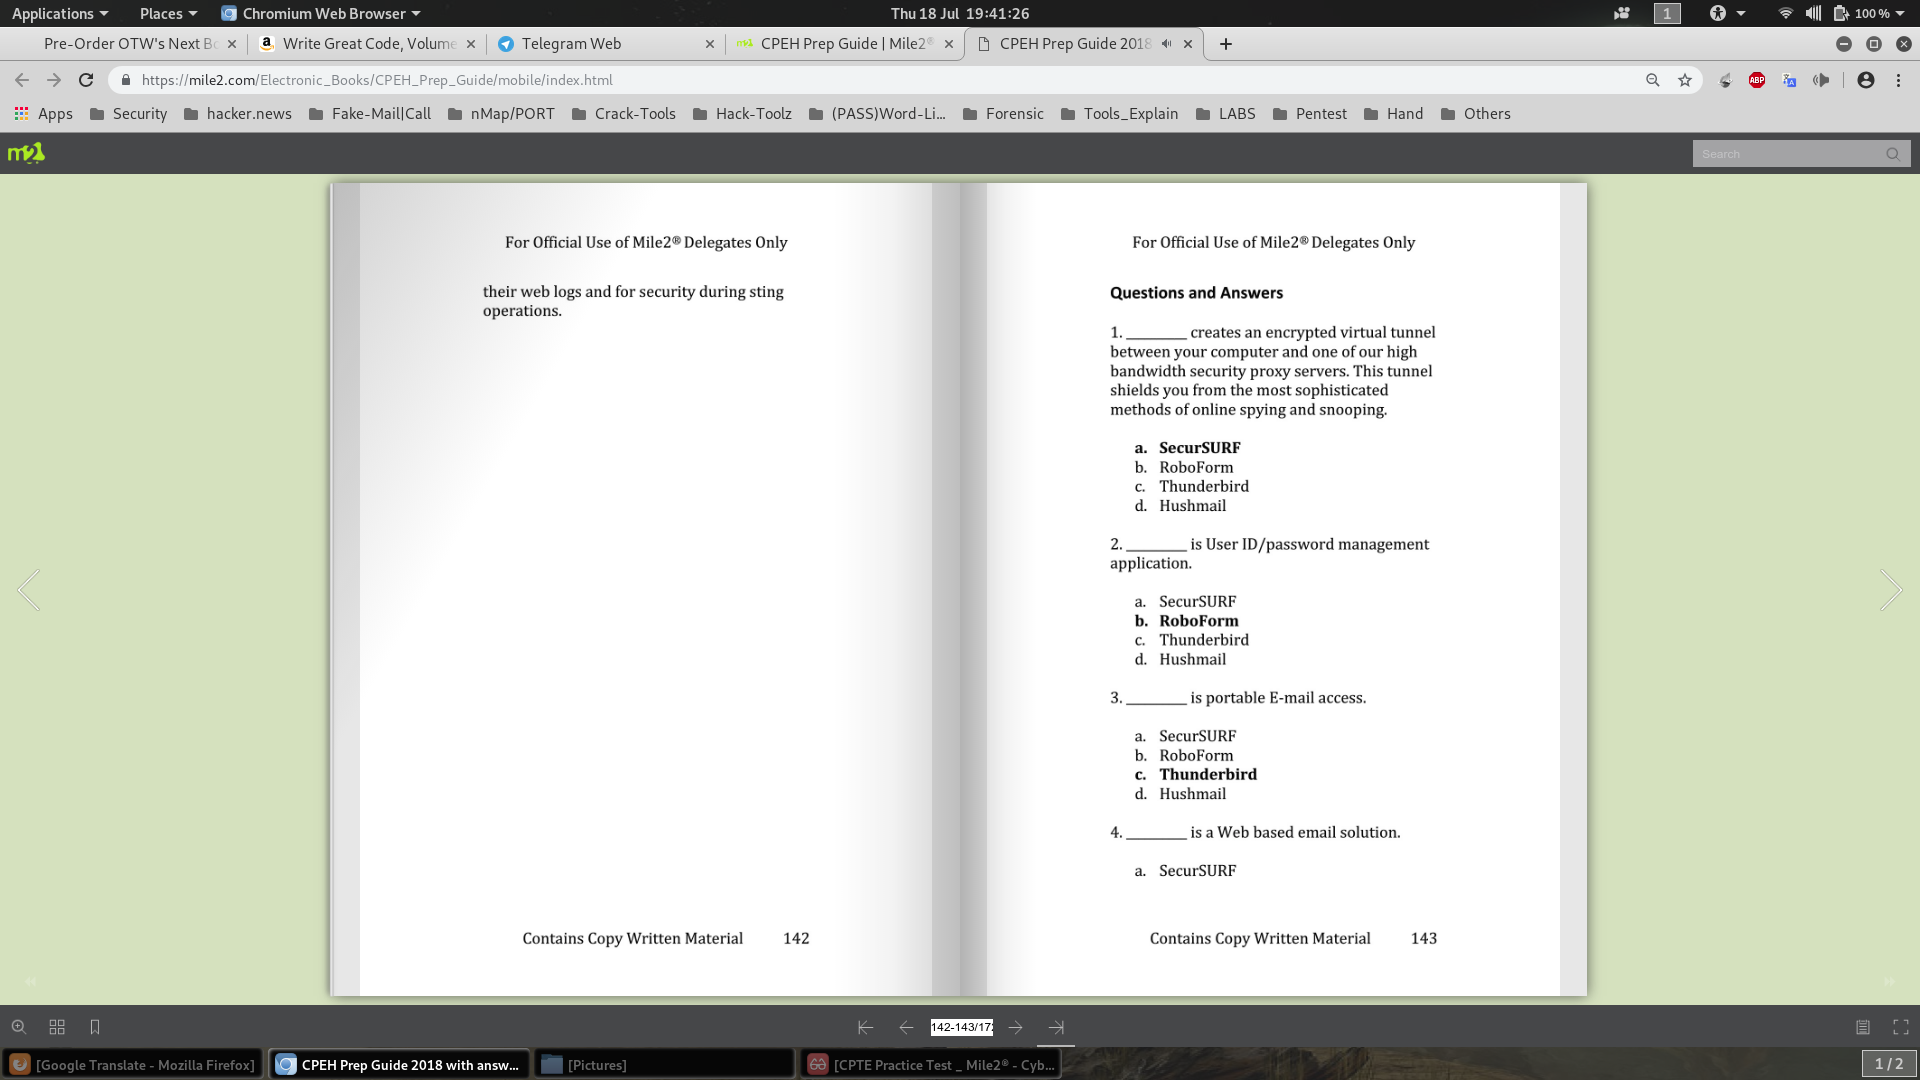 Applications
Places
Chromium Web Browser
Thu 18 Jul 19:41:26
1
100 %
Pre-Order OTW's Next Bo
Write Great Code, Volume
Telegram Web
CPEH Prep Guide | Mile2®
CPEH Prep Guide 2018
https://mile2.com/Electronic_Books/CPEH_Prep_Guide/mobile/index.html
ABP
Apps
Security
hacker.news
Fake-Mail|Call
nMap/PORT
Crack-Tools
Hack-Toolz
(PASS)Word-Li...
Forensic
Tools_Explain
LABS
Pentest
Hand
Others
m2
Search
For Official Use of Mile2® Delegates Only
their web logs and for security during sting
operations.
Contains Copy Written Material 142
For Official Use of Mile2® Delegates Only
Questions and Answers
1. _________ creates an encrypted virtual tunnel
between your computer and one of our high
bandwidth security proxy servers. This tunnel
shields you from the most sophisticated
methods of online spying and snooping.
a. SecurSURF
b. RoboForm
c. Thunderbird
d. Hushmail
2. _________ is User ID/password management
application.
a. SecurSURF
b. RoboForm
c. Thunderbird
d. Hushmail
3. _________ is portable E-mail access.
a. SecurSURF
b. RoboForm
c. Thunderbird
d. Hushmail
4. _________ is a Web based email solution.
a. SecurSURF
Contains Copy Written Material 143
142-143/17
[Google Translate - Mozilla Firefox]
CPEH Prep Guide 2018 with answ...
[Pictures]
[CPTE Practice Test _ Mile2® - Cyb...
1 / 2